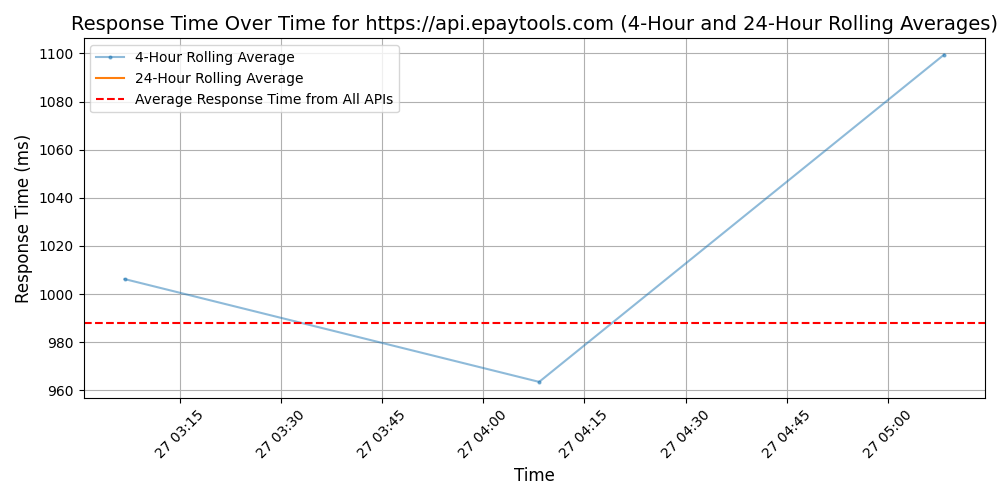 Response Time Over Time for https://api.epaytools.com (4-Hour and 24-Hour Rolling Averages)
4-Hour Rolling Average
24-Hour Rolling Average
Average Response Time from All APIs
Response Time (ms)
1100
1080
1060
1040
1020
1000
980
960
27 03:15
27 03:30
27 03:45
27 04:00
27 04:15
27 04:30
27 04:45
27 05:00
Time